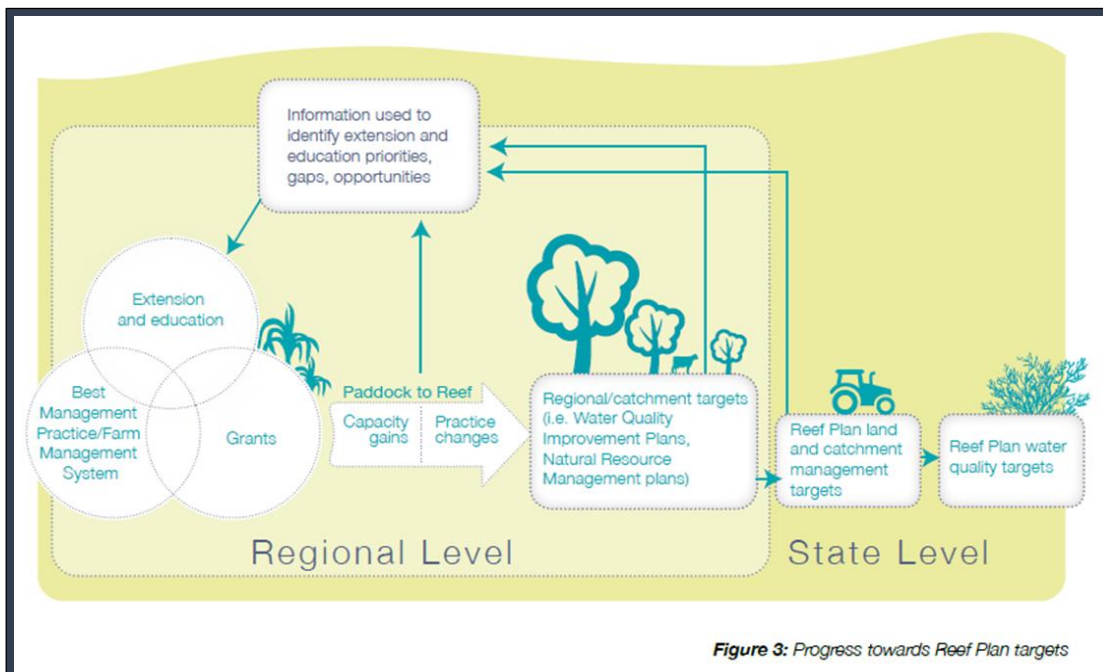 Information used to
identify extension and
education priorities,
gaps, opportunities
Extension
and education
Best
Management
Practice/Farm
Management
System
Grants
Paddock to Reef
Capacity
gains
Practice
changes
Regional/catchment targets
(i.e. Water Quality
Improvement Plans,
Natural Resource
Management plans)
Reef Plan land
and catchment
management
targets
Reef Plan water
quality targets
Regional Level
State Level
Figure 3: Progress towards Reef Plan targets